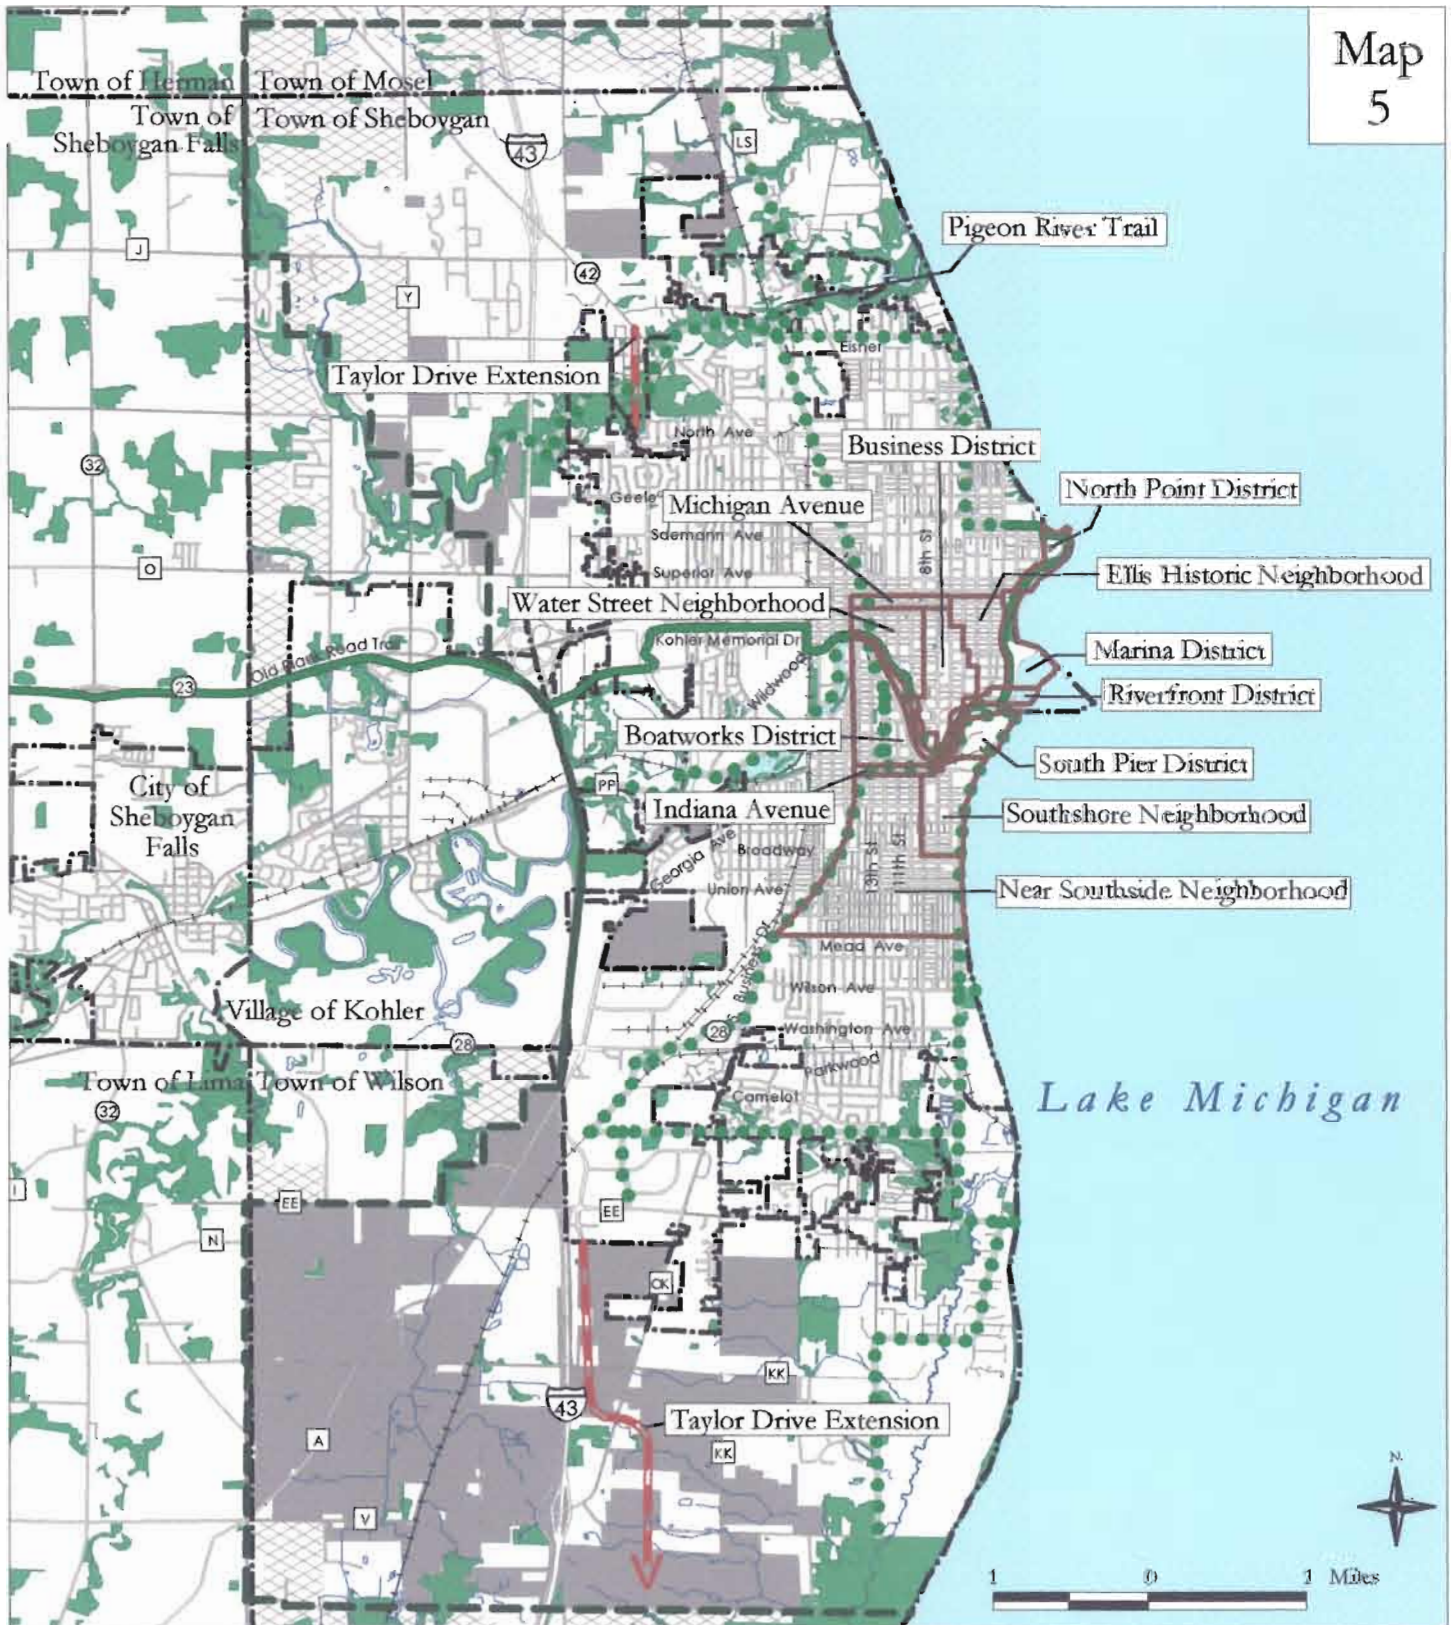 Map
5
Town of Herman
Town of Mosel
Town of
Sheboygan Falls
Town of Sheboygan
43
LS
J
Pigeon River Trail
42
Y
Eisner
Taylor Drive Extension
North Ave
Business District
32
North Point District
Michigan Avenue
Saemann Ave
8th St
O
Superior Ave
Ellis Historic Neighborhood
Water Street Neighborhood
Kohler Memorial Dr
Old Plank Road Trail
Marina District
23
Wildwood
Riverfront District
Boatworks District
South Pier District
City of
Sheboygan
Falls
PP
Indiana Avenue
Southshore Neighborhood
Georgia Ave
Broadway
13th St
11th St
Union Ave
Near Southside Neighborhood
Mead Ave
Business Dr
Wilson Ave
Village of Kohler
28
Washington Ave
28
Parkwood
Town of Lima
Town of Wilson
Camelot
Lake Michigan
32
I
EE
EE
N
OK
KK
43
Taylor Drive Extension
A
KK
N
V
1 0 1 Miles